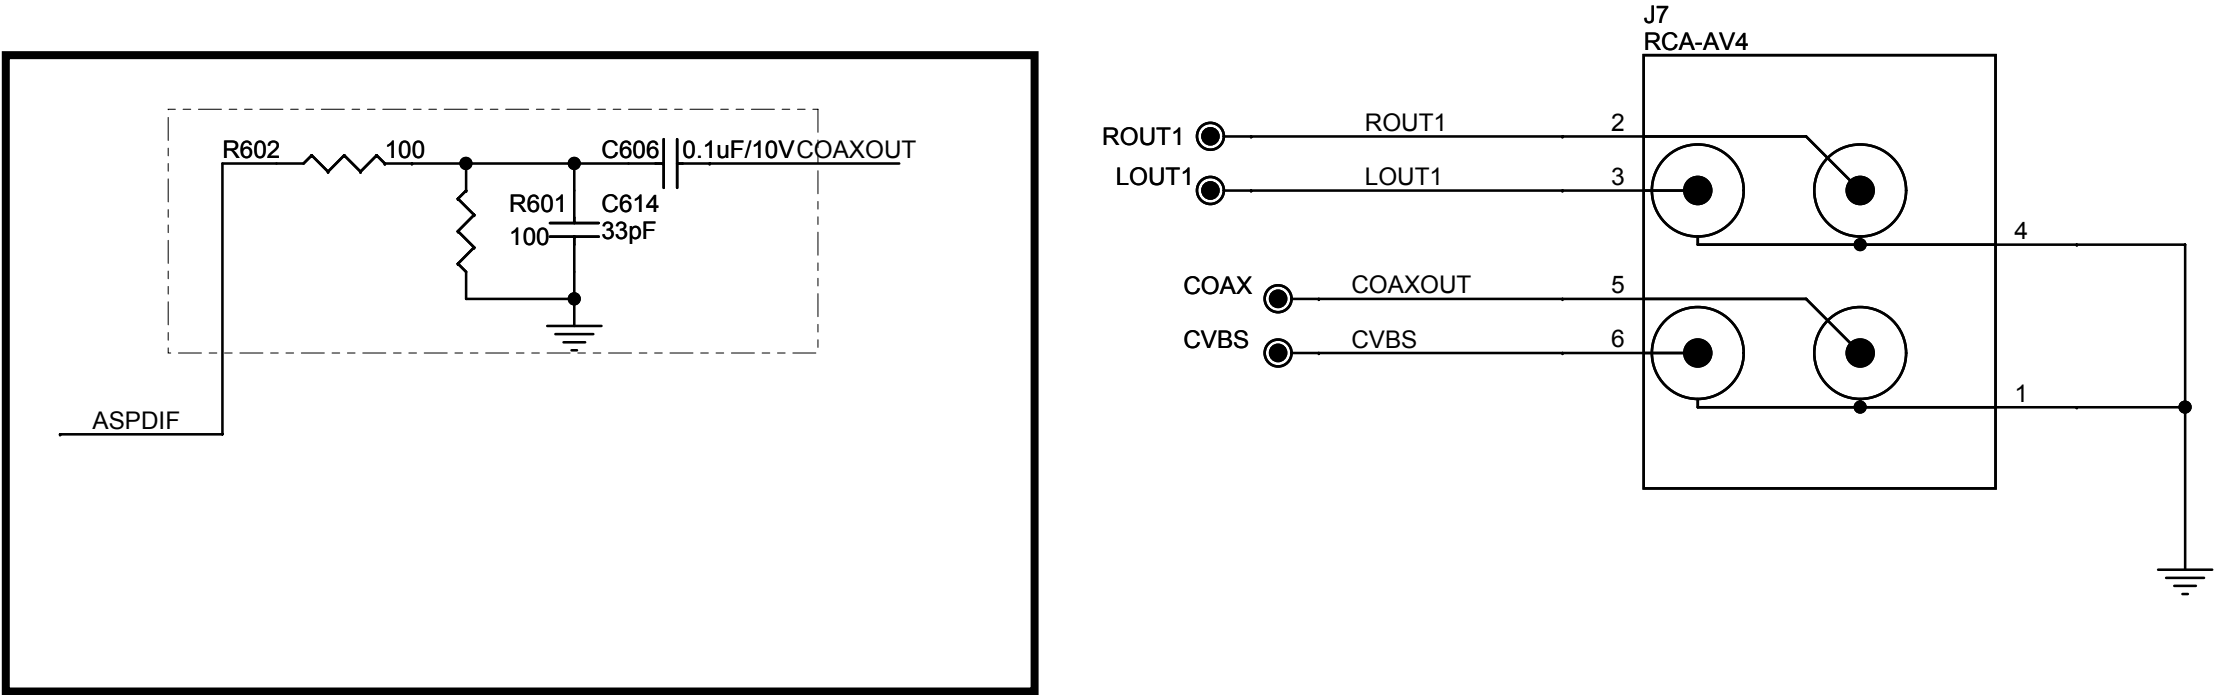 J7
RCA-AV4
R602 100 C606 0.1uF/10V COAXOUT
R601 C614
100 33pF
ASPDIF
ROUT1 ROUT1 2
LOUT1 LOUT1 3
4
COAX COAXOUT 5
CVBS CVBS 6
1